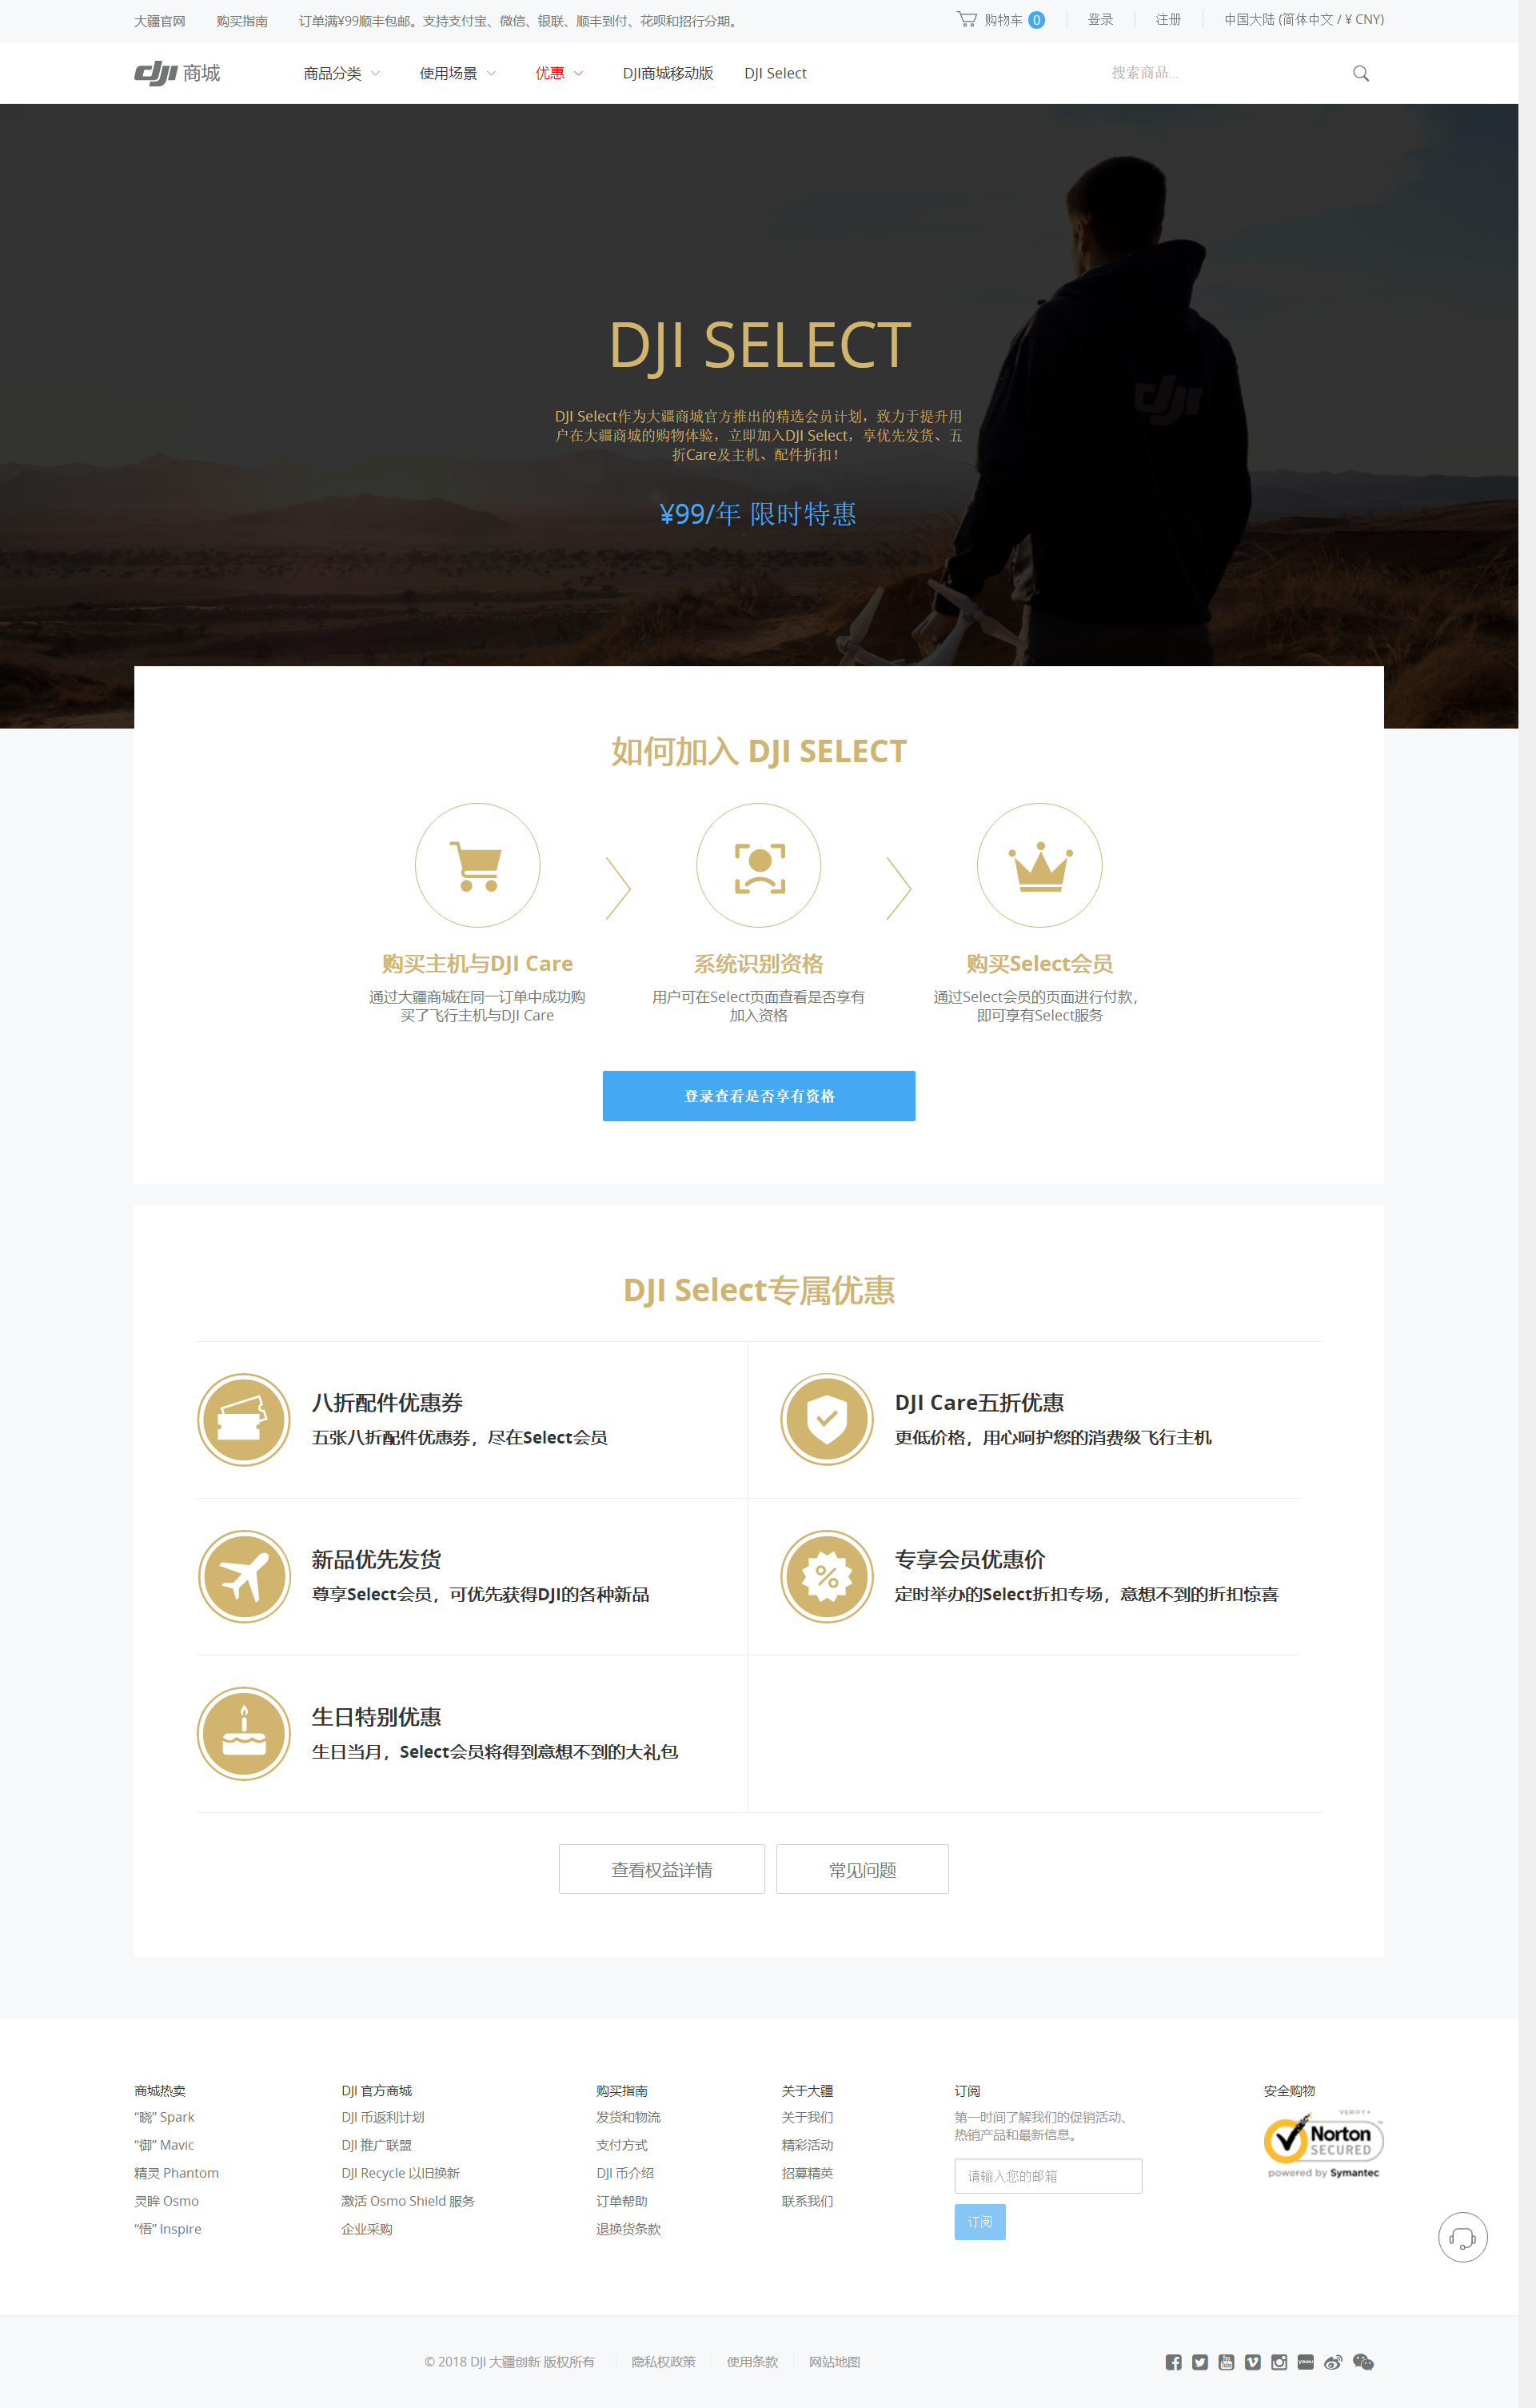 大疆官网 购买指南 订单满¥99顺丰包邮。支持支付宝、微信、银联、顺丰到付、花呗和招行分期。 购物车 0 登录 注册 中国大陆 (简体中文 / ¥ CNY)
dji 商城 商品分类 使用场景 优惠 DJI商城移动版 DJI Select 搜索商品...
dji
DJI SELECT
DJI Select作为大疆商城官方推出的精选会员计划，致力于提升用
户在大疆商城的购物体验，立即加入DJI Select，享优先发货、五
折Care及主机、配件折扣！
¥99/年 限时特惠
如何加入 DJI SELECT
购买主机与DJI Care
通过大疆商城在同一订单中成功购
买了飞行主机与DJI Care
系统识别资格
用户可在Select页面查看是否享有
加入资格
购买Select会员
通过Select会员的页面进行付款，
即可享有Select服务
登录查看是否享有资格
DJI Select专属优惠
八折配件优惠券
五张八折配件优惠券，尽在Select会员
DJI Care五折优惠
更低价格，用心呵护您的消费级飞行主机
新品优先发货
尊享Select会员，可优先获得DJI的各种新品
专享会员优惠价
定时举办的Select折扣专场，意想不到的折扣惊喜
生日特别优惠
生日当月，Select会员将得到意想不到的大礼包
查看权益详情 常见问题
商城热卖
“晓” Spark
“御” Mavic
精灵 Phantom
灵眸 Osmo
“悟” Inspire
DJI 官方商城
DJI 币返利计划
DJI 推广联盟
DJI Recycle 以旧换新
激活 Osmo Shield 服务
企业采购
购买指南
发货和物流
支付方式
DJI 币介绍
订单帮助
退换货条款
关于大疆
关于我们
精彩活动
招募精英
联系我们
订阅
第一时间了解我们的促销活动、
热销产品和最新信息。
请输入您的邮箱
订阅
安全购物
VERIFY
Norton
SECURED
powered by Symantec
© 2018 DJI 大疆创新 版权所有 隐私权政策 使用条款 网站地图